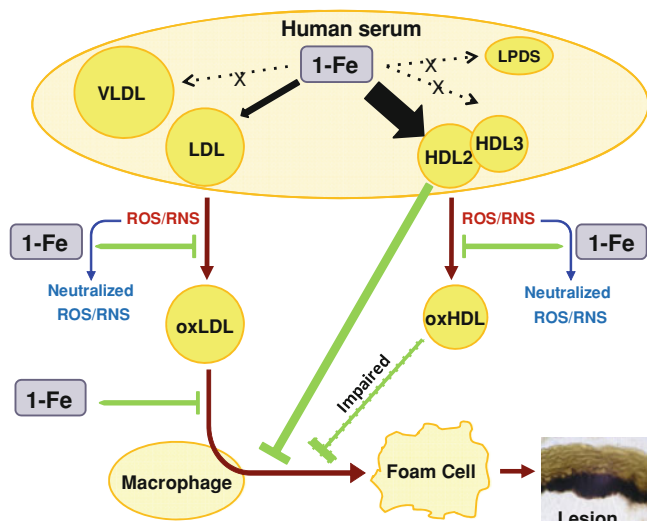 Human serum
1-Fe
X
X
X
LPDS
VLDL
LDL
HDL2
HDL3
ROS/RNS
ROS/RNS
1-Fe
1-Fe
Neutralized
ROS/RNS
Neutralized
ROS/RNS
oxLDL
oxHDL
1-Fe
Impaired
Macrophage
Foam Cell
Lesion